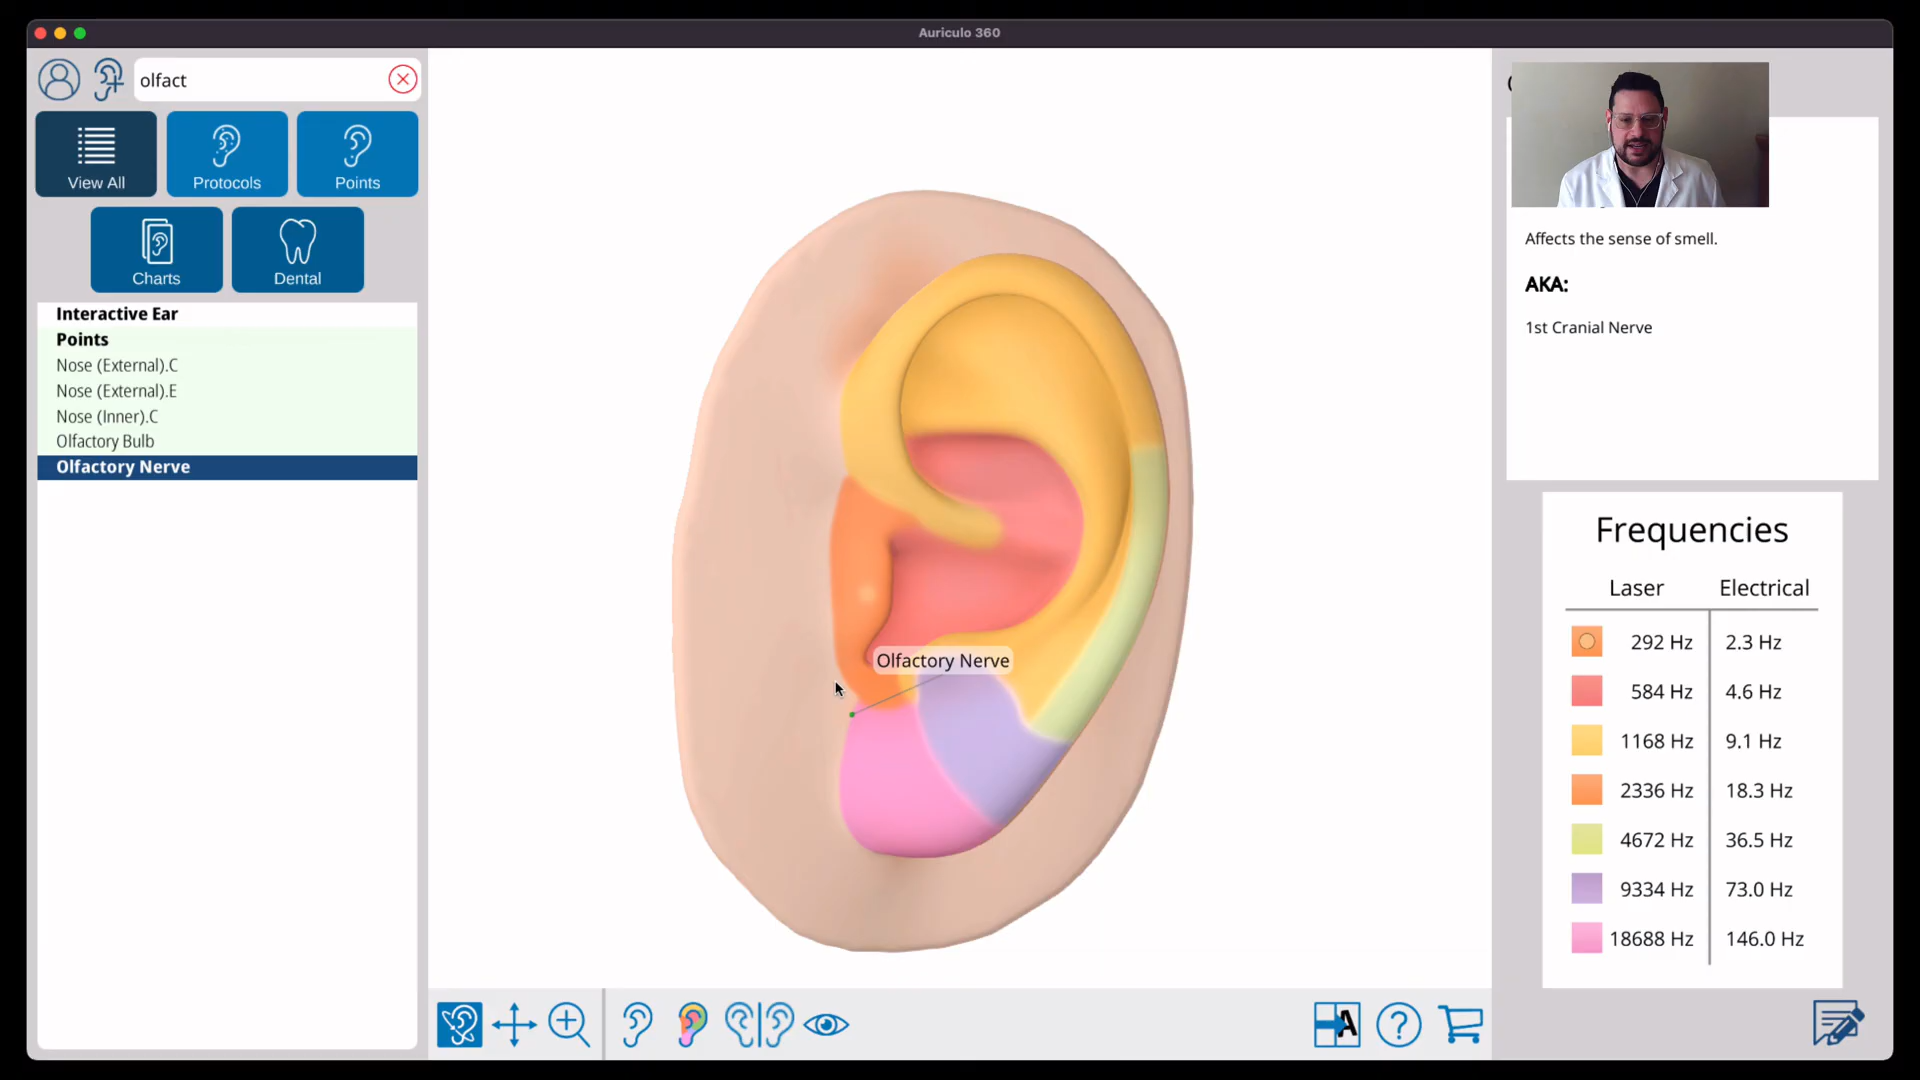 Auriculo 360
olfact
View All
Protocols
Points
Charts
Dental
Interactive Ear
Points
Nose (External).C
Nose (External).E
Nose (Inner).C
Olfactory Bulb
Olfactory Nerve
Olfactory Nerve
Affects the sense of smell.
AKA:
1st Cranial Nerve
Frequencies
Laser Electrical
292 Hz 2.3 Hz
584 Hz 4.6 Hz
1168 Hz 9.1 Hz
2336 Hz 18.3 Hz
4672 Hz 36.5 Hz
9334 Hz 73.0 Hz
18688 Hz 146.0 Hz
A